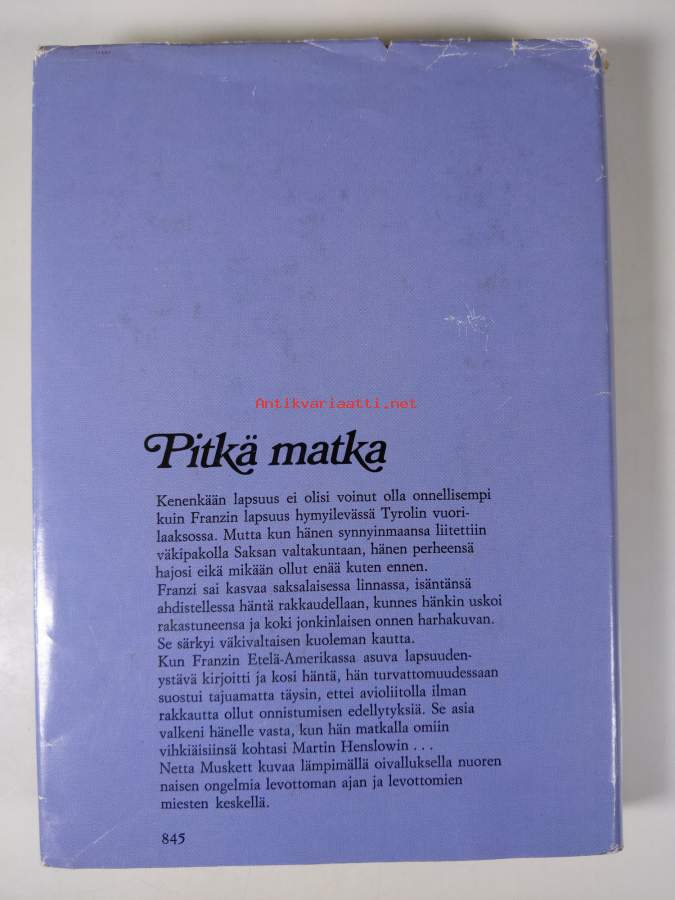 Antikvariaatti.net
Pitkä matka
Kenenkään lapsuus ei olisi voinut olla onnellisempi
kuin Franzin lapsuus hymyilevässä Tyrolin vuori-
laaksossa. Mutta kun hänen synnyinmaansa liitettiin
väkipakolla Saksan valtakuntaan, hänen perheensä
hajosi eikä mikään ollut enää kuten ennen.
Franzi sai kasvaa saksalaisessa linnassa, isäntänsä
ahdistellessa häntä rakkaudellaan, kunnes hänkin uskoi
rakastuneensa ja koki jonkinlaisen onnen harhakuvan.
Se särkyi väkivaltaisen kuoleman kautta.
Kun Franzin Etelä-Amerikassa asuva lapsuuden-
ystävä kirjoitti ja kosi häntä, hän turvattomuudessaan
suostui tajuamatta täysin, ettei avioliitolla ilman
rakkautta ollut onnistumisen edellytyksiä. Se asia
valkeni hänelle vasta, kun hän matkalla omiin
vihkiäisiinsä kohtasi Martin Henslowin . . .
Netta Muskett kuvaa lämpimällä oivalluksella nuoren
naisen ongelmia levottoman ajan ja levottomien
miesten keskellä.
845